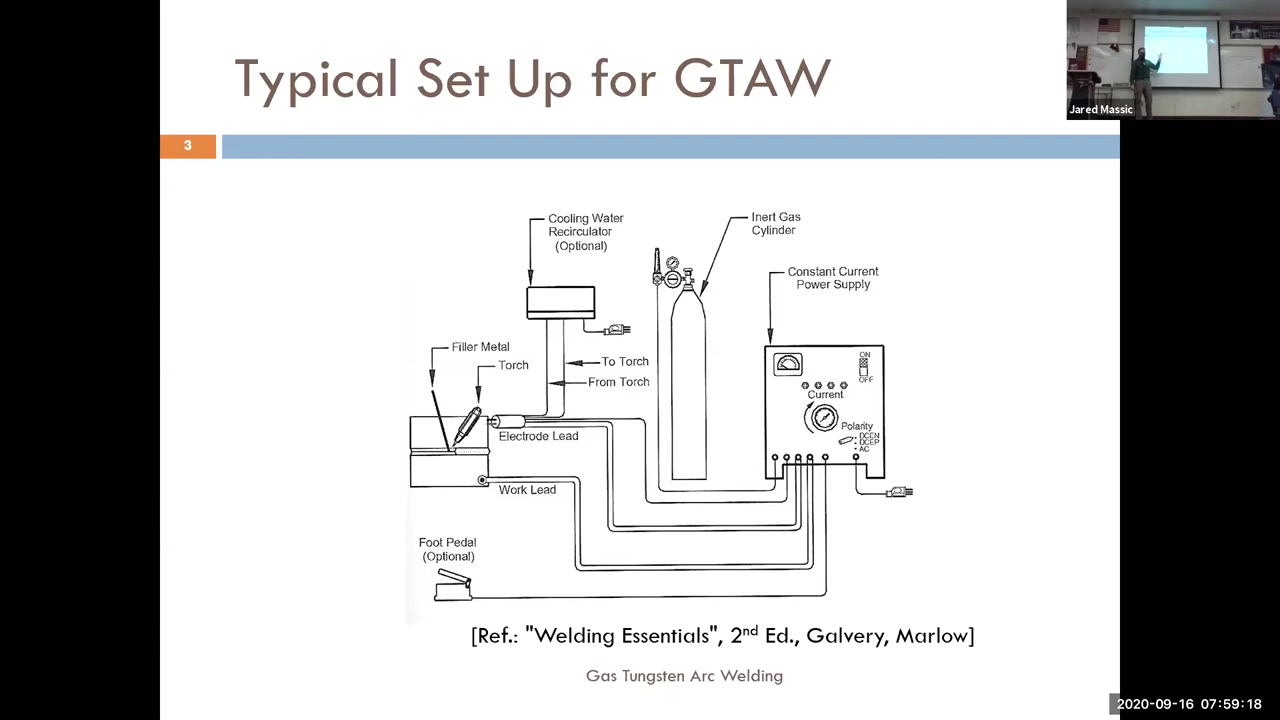 Typical Set Up for GTAW
Jared Massic
3
Cooling Water
Recirculator
(Optional)
Inert Gas
Cylinder
Constant Current
Power Supply
Filler Metal
Torch
To Torch
From Torch
ON
OFF
Current
Polarity
DCEN
DCEP
AC
Electrode Lead
Work Lead
Foot Pedal
(Optional)
[Ref.: "Welding Essentials", 2nd Ed., Galvery, Marlow]
Gas Tungsten Arc Welding
2020-09-16 07:59:18